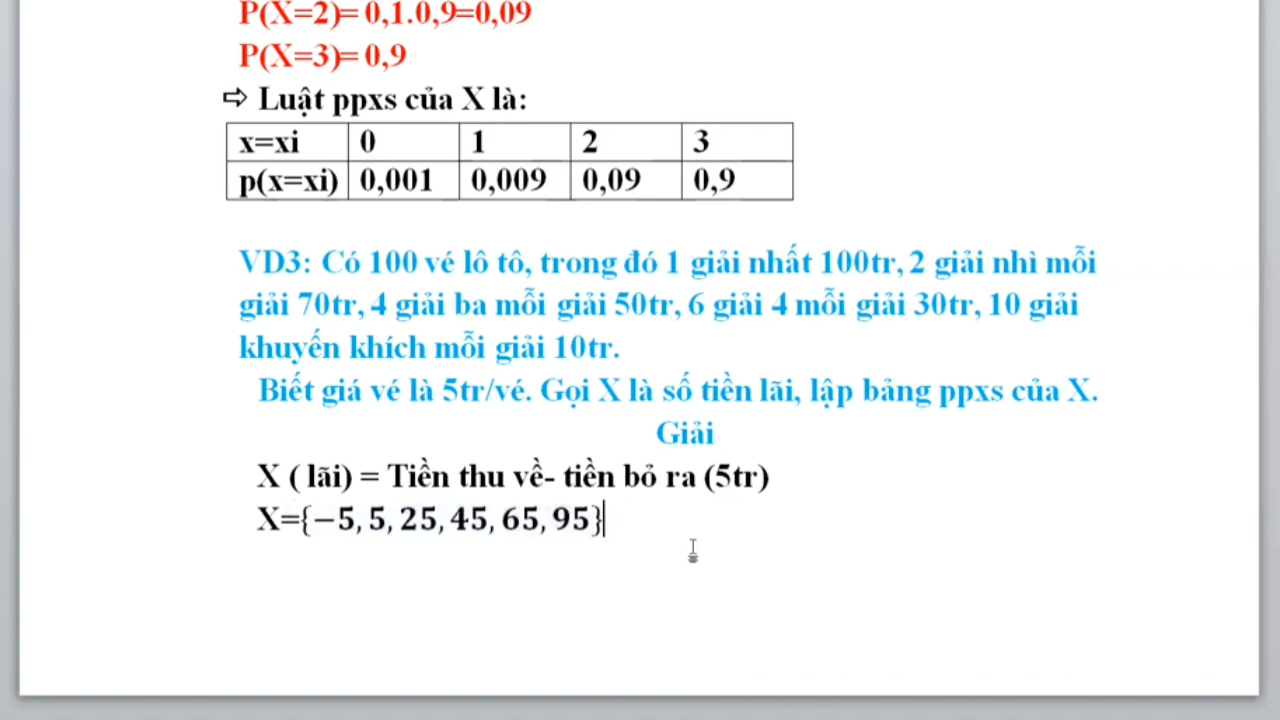 P(X=2)= 0,1.0,9=0,09
P(X=3)= 0,9
⇨ Luật ppxs của X là:
x=xi 0 1 2 3
p(x=xi) 0,001 0,009 0,09 0,9
VD3: Có 100 vé lô tô, trong đó 1 giải nhất 100tr, 2 giải nhì mỗi
giải 70tr, 4 giải ba mỗi giải 50tr, 6 giải 4 mỗi giải 30tr, 10 giải
khuyến khích mỗi giải 10tr.
Biết giá vé là 5tr/vé. Gọi X là số tiền lãi, lập bảng ppxs của X.
Giải
X ( lãi) = Tiền thu về- tiền bỏ ra (5tr)
X={−5, 5, 25, 45, 65, 95}